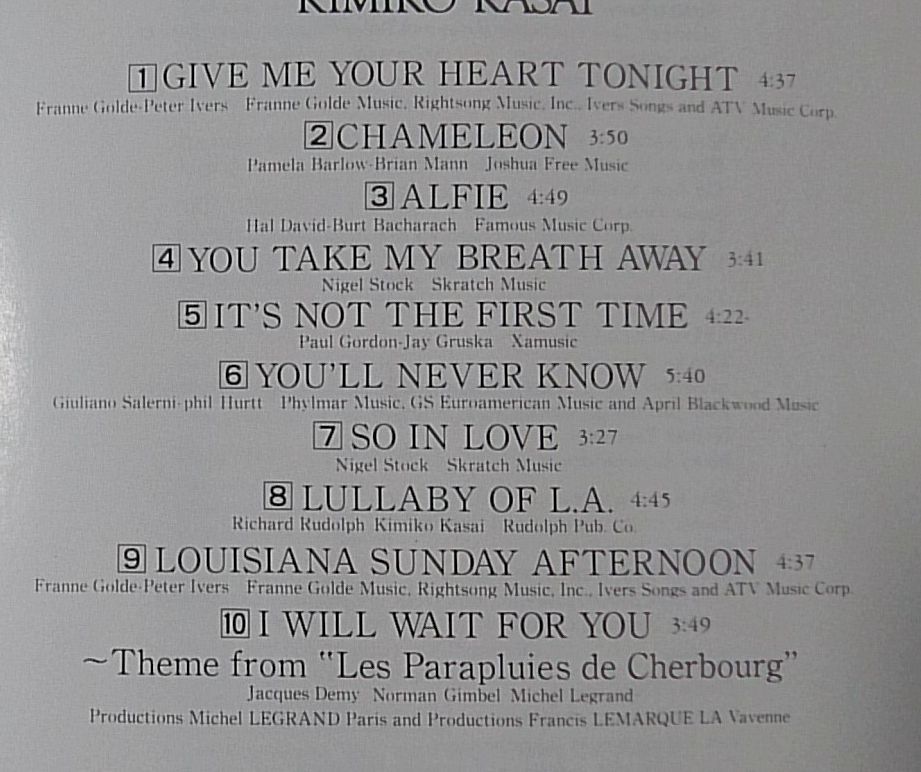 KIMIKO KASAI
1 GIVE ME YOUR HEART TONIGHT 4:37
Franne Golde-Peter Ivers Franne Golde Music, Rightsong Music, Inc., Ivers Songs and ATV Music Corp.
2 CHAMELEON 3:50
Pamela Barlow-Brian Mann Joshua Free Music
3 ALFIE 4:49
Hal David-Burt Bacharach Famous Music Corp.
4 YOU TAKE MY BREATH AWAY 3:41
Nigel Stock Skratch Music
5 IT'S NOT THE FIRST TIME 4:22
Paul Gordon-Jay Gruska Xamusic
6 YOU'LL NEVER KNOW 5:40
Giuliano Salerni-phil Hurtt Phylmar Music, GS Euroamerican Music and April Blackwood Music
7 SO IN LOVE 3:27
Nigel Stock Skratch Music
8 LULLABY OF L.A. 4:45
Richard Rudolph Kimiko Kasai Rudolph Pub. Co.
9 LOUISIANA SUNDAY AFTERNOON 4:37
Franne Golde-Peter Ivers Franne Golde Music, Rightsong Music, Inc., Ivers Songs and ATV Music Corp.
10 I WILL WAIT FOR YOU 3:49
~Theme from "Les Parapluies de Cherbourg"
Jacques Demy Norman Gimbel Michel Legrand
Productions Michel LEGRAND Paris and Productions Francis LEMARQUE LA Vavenne